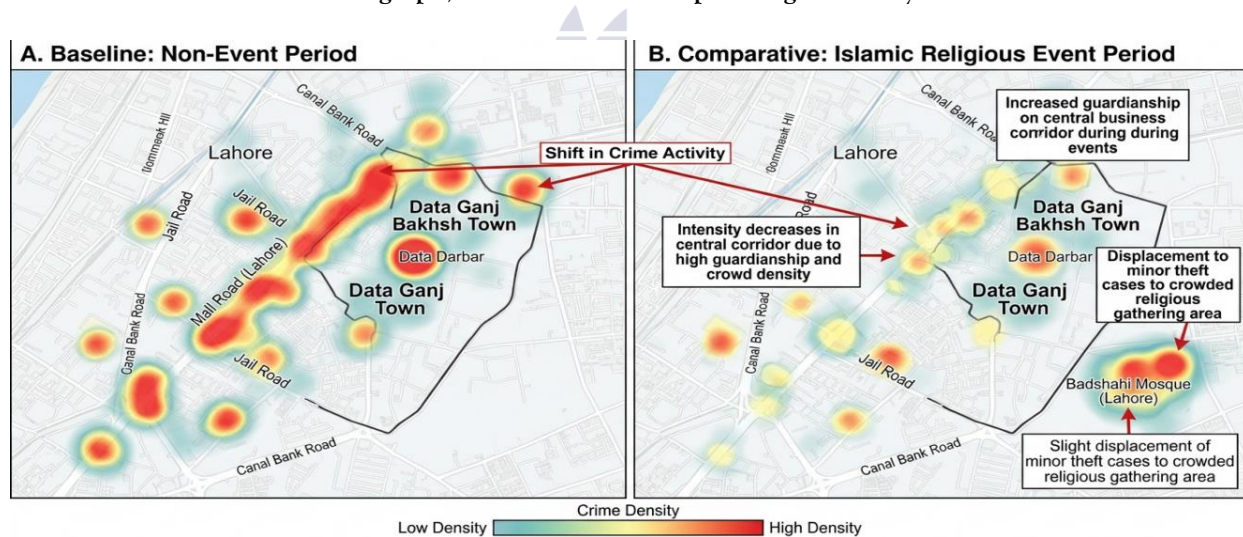 A. Baseline: Non-Event Period
Canal Bank Road
Lahore
Jail Road
Jail Road
Mall Road (Lahore)
Data Ganj
Bakhsh Town
Data Darbar
Data Ganj
Town
Jail Road
Canal Bank Road
Shift in Crime Activity
B. Comparative: Islamic Religious Event Period
Canal Bank Road
Lahore
Road
Increased guardianship
on central business
corridor during during
events
Intensity decreases in
central corridor due to
high guardianship and
crowd density
Data Ganj
Bakhsh Town
Data Darbar
Data Ganj
Town
Displacement to
minor theft
cases to crowded
religious
gathering area
Canal Bank Road
Jail Road
Badshahi Mosque
(Lahore)
Slight displacement of
minor theft cases to crowded
religious gathering area
Canal Bank Road
Crime Density
Low Density
High Density